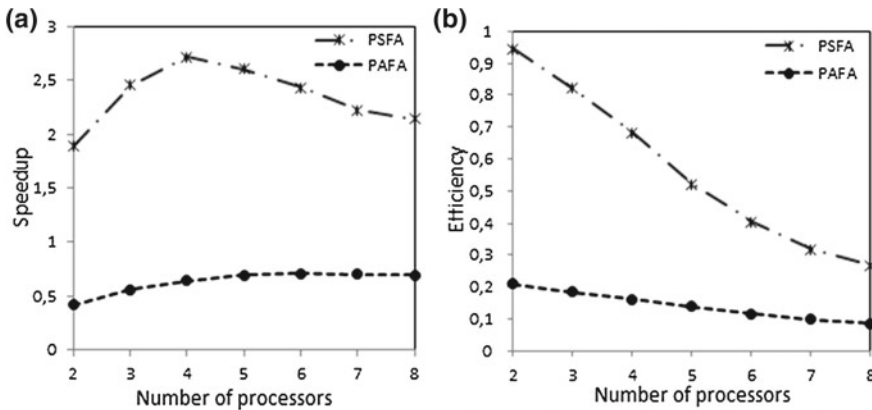 (a)
3
2,5
2
1,5
1
0,5
0
Speedup
PSFA
PAFA
2 3 4 5 6 7 8
Number of processors
(b)
1
0,9
0,8
0,7
0,6
0,5
0,4
0,3
0,2
0,1
0
Efficiency
PSFA
PAFA
2 3 4 5 6 7 8
Number of processors